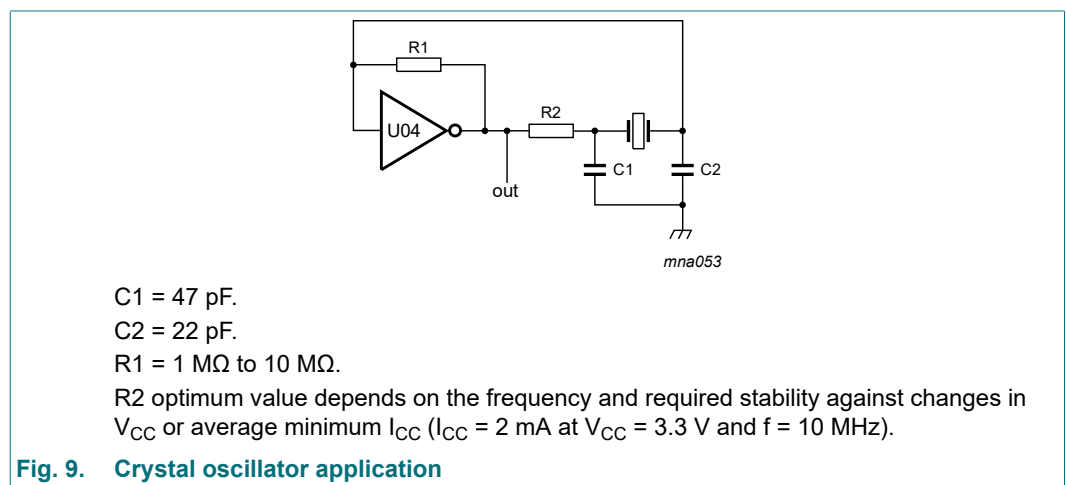 R1
U04
R2
C1
C2
out
mna053
C1 = 47 pF.
C2 = 22 pF.
R1 = 1 MΩ to 10 MΩ.
R2 optimum value depends on the frequency and required stability against changes in
VCC or average minimum ICC (ICC = 2 mA at VCC = 3.3 V and f = 10 MHz).
Fig. 9. Crystal oscillator application